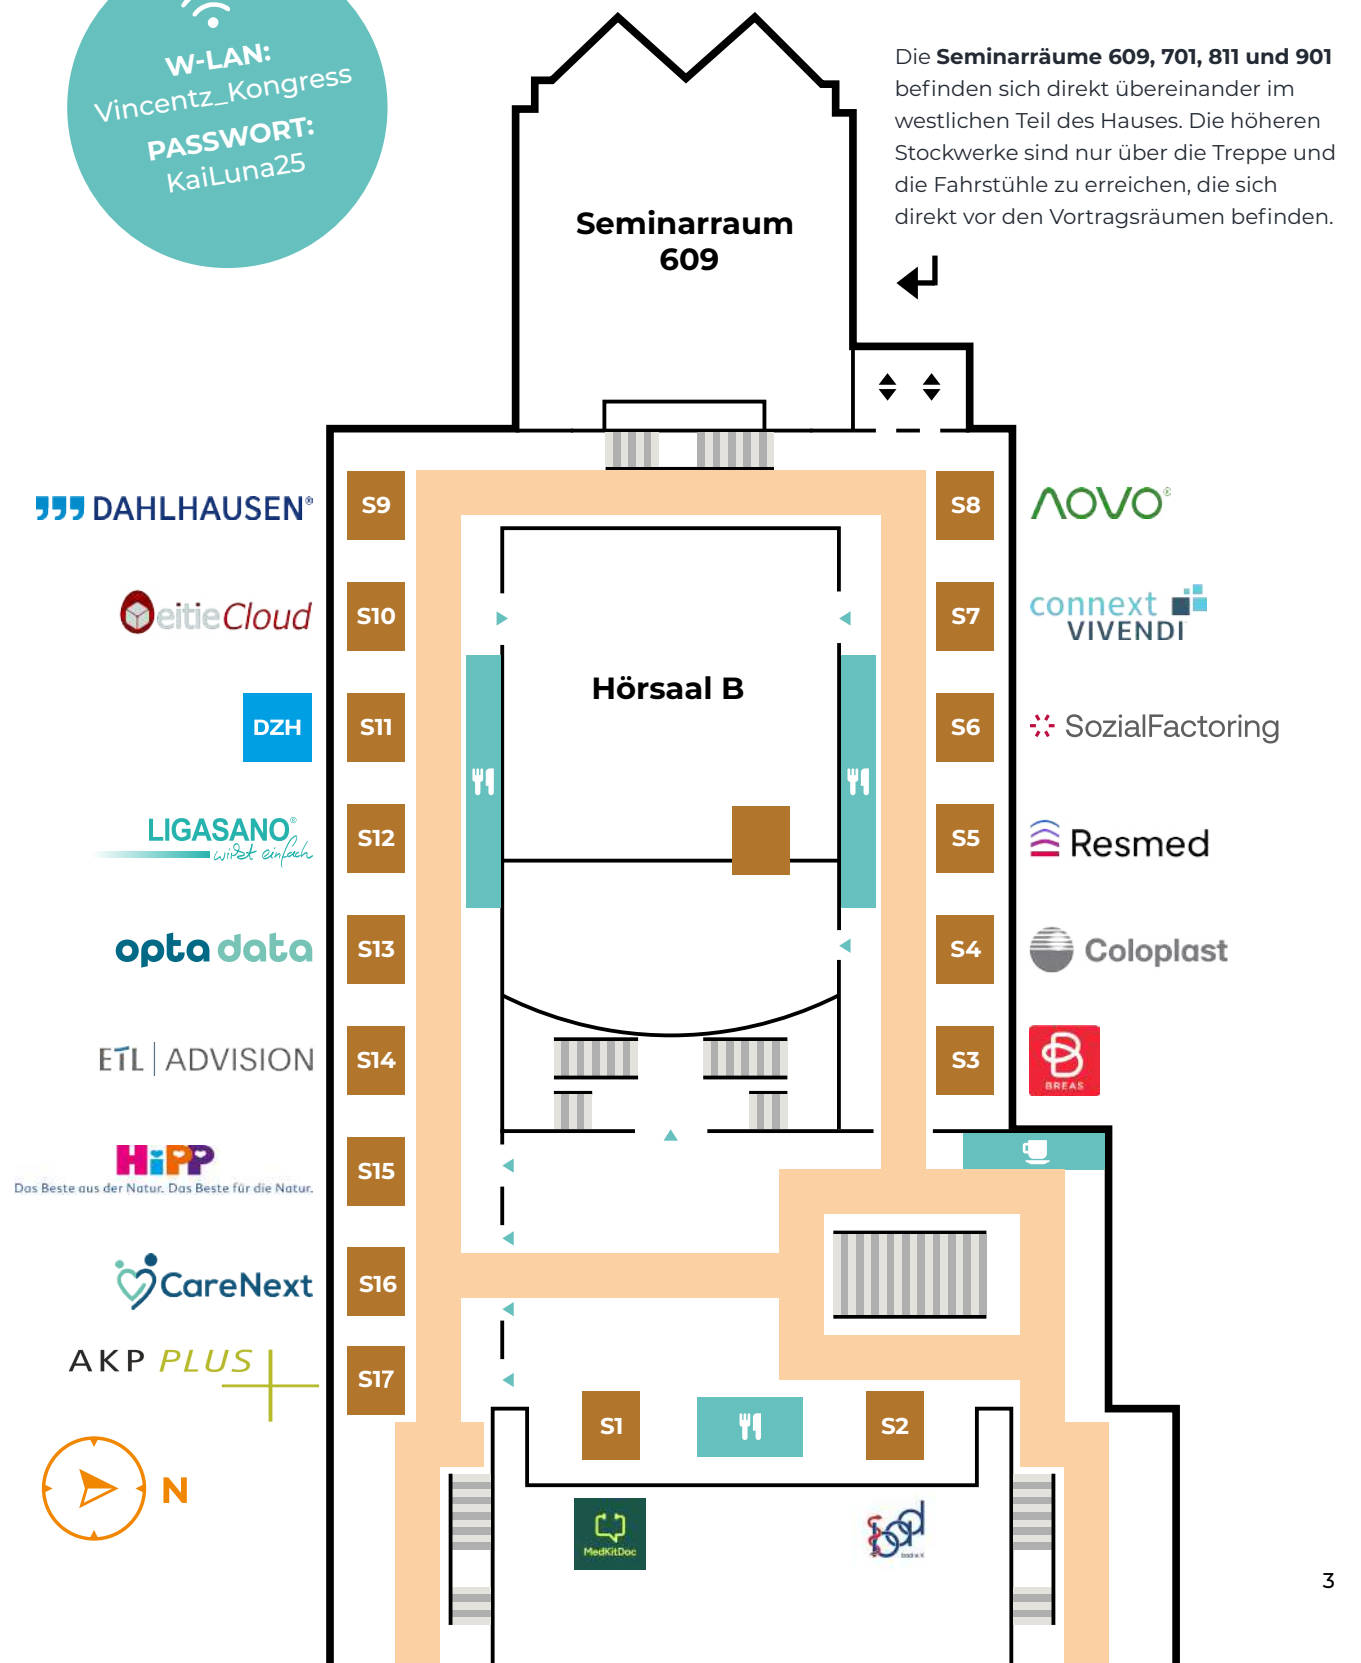 W-LAN:
Vincentz_Kongress
PASSWORT:
KaiLuna25
Die Seminarräume 609, 701, 811 und 901
befinden sich direkt übereinander im
westlichen Teil des Hauses. Die höheren
Stockwerke sind nur über die Treppe und
die Fahrstühle zu erreichen, die sich
direkt vor den Vortragsräumen befinden.
Seminarraum
609
DAHLHAUSEN®
S9
S8
AOVO®
eitieCloud
S10
S7
connext
VIVENDI
Hörsaal B
DZH
S11
S6
SozialFactoring
LIGASANO®
wirkt einfach
S12
S5
Resmed
opta data
S13
S4
Coloplast
ETL | ADVISION
S14
S3
BREAS
HiPP
Das Beste aus der Natur. Das Beste für die Natur.
S15
CareNext
S16
AKP PLUS
S17
S1
S2
N
MedKitDoc
bad
bad e.V.
3